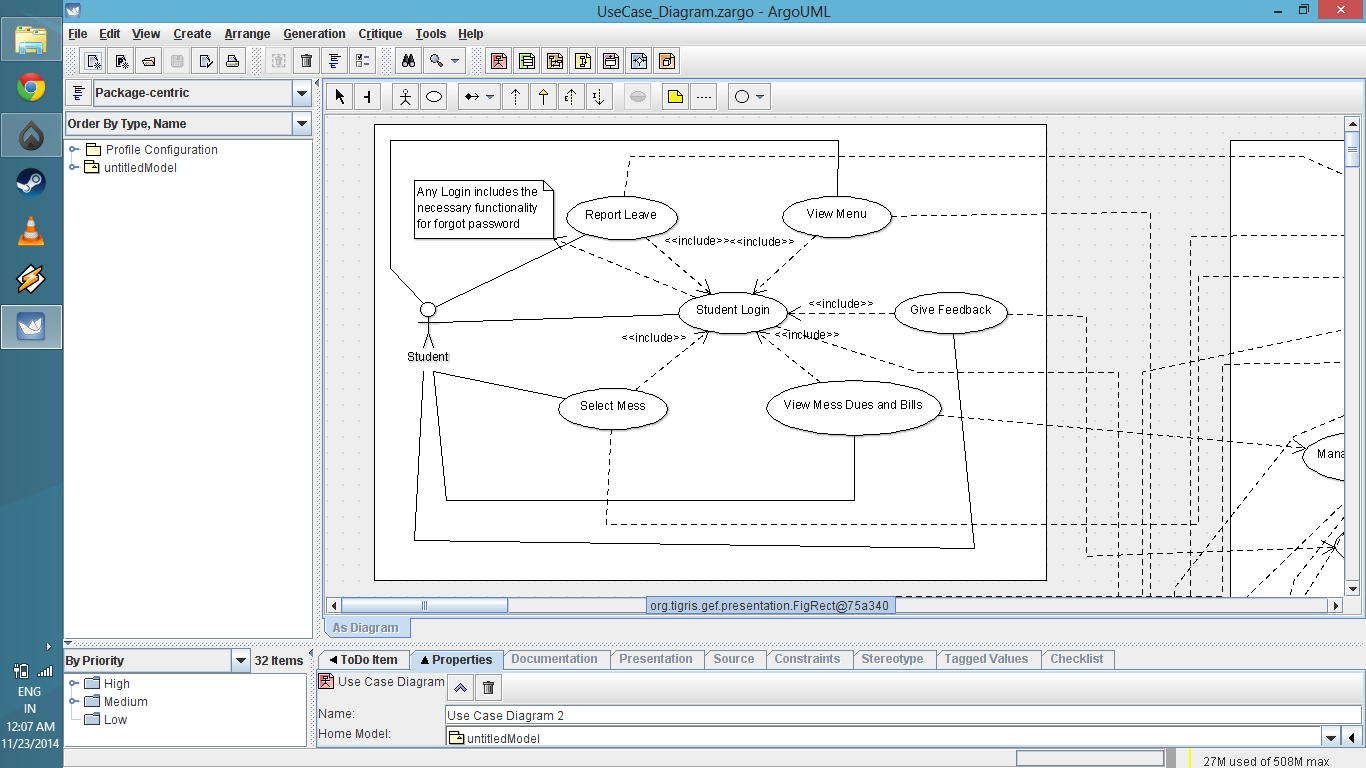 UseCase_Diagram.zargo - ArgoUML
File Edit View Create Arrange Generation Critique Tools Help
Package-centric
Order By Type, Name
Profile Configuration
untitledModel
Any Login includes the
necessary functionality
for forgot password
Report Leave
View Menu
<<include>>
<<include>>
Student Login
<<include>>
Give Feedback
<<include>>
<<include>>
Student
Select Mess
View Mess Dues and Bills
Mana
org.tigris.gef.presentation.FigRect@75a340
As Diagram
By Priority
32 Items
High
Medium
Low
ToDo Item Properties Documentation Presentation Source Constraints Stereotype Tagged Values Checklist
Use Case Diagram
Name:
Use Case Diagram 2
Home Model:
untitledModel
ENG
IN
12:07 AM
11/23/2014
27M used of 508M max